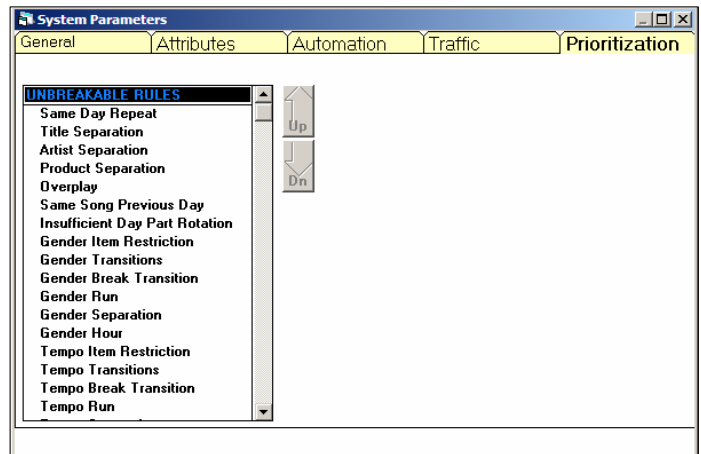 System Parameters
General Attributes Automation Traffic Prioritization
UNBREAKABLE RULES
Same Day Repeat
Up
Title Separation
Artist Separation
Product Separation
Dn
Overplay
Same Song Previous Day
Insufficient Day Part Rotation
Gender Item Restriction
Gender Transitions
Gender Break Transition
Gender Run
Gender Separation
Gender Hour
Tempo Item Restriction
Tempo Transitions
Tempo Break Transition
Tempo Run